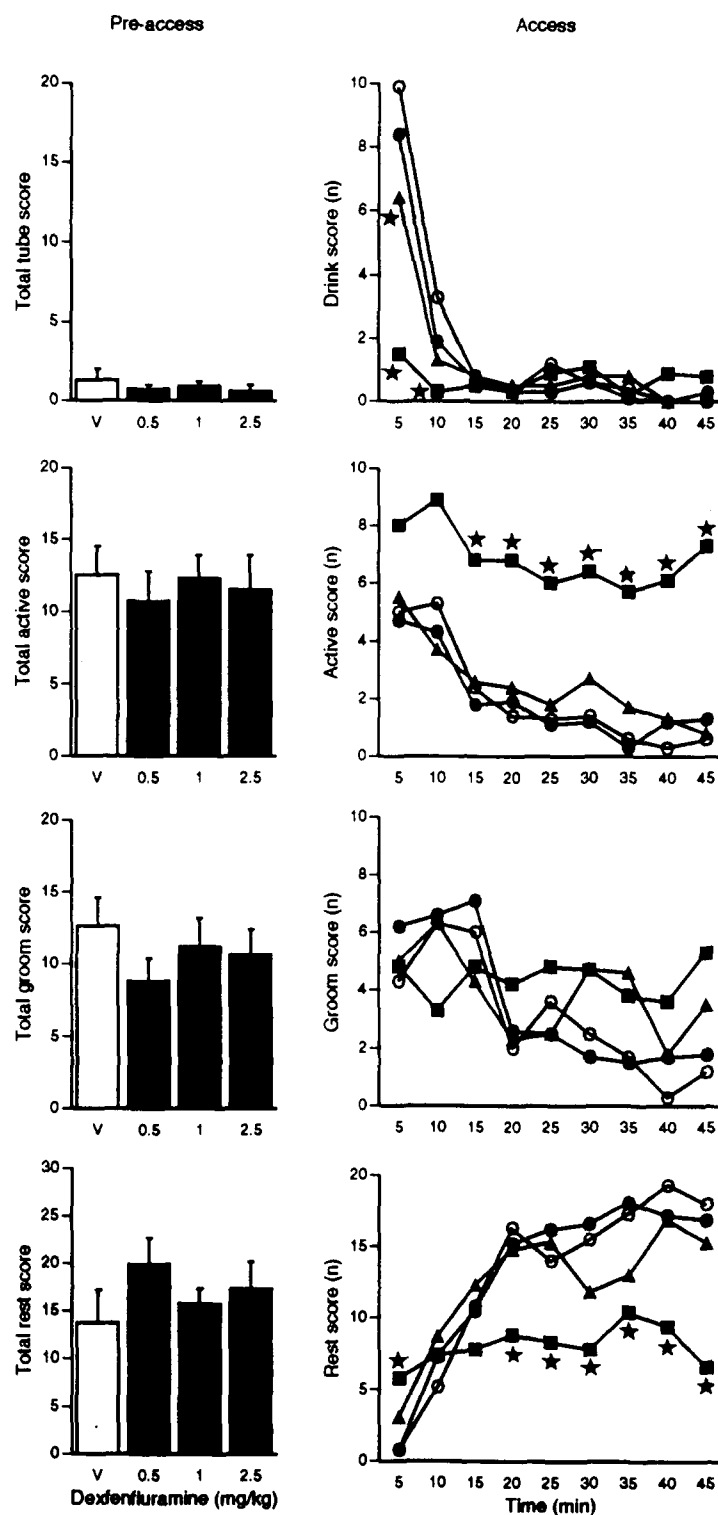 Pre-access
Access
Total tube score
20
15
10
5
0
V 0.5 1 2.5
Drink score (n)
10
8
6
4
2
0
5 10 15 20 25 30 35 40 45
Total active score
20
15
10
5
0
V 0.5 1 2.5
Active score (n)
10
8
6
4
2
0
5 10 15 20 25 30 35 40 45
Total groom score
20
15
10
5
0
V 0.5 1 2.5
Groom score (n)
10
8
6
4
2
0
5 10 15 20 25 30 35 40 45
Total rest score
30
25
20
15
10
5
0
V 0.5 1 2.5
Dexfenfluramine (mg/kg)
Rest score (n)
20
15
10
5
0
5 10 15 20 25 30 35 40 45
Time (min)